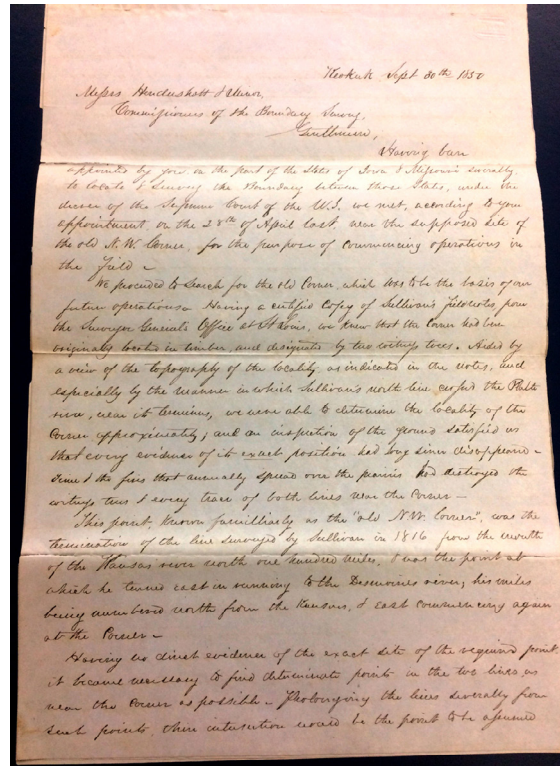 Keokuk Sept 30th 1850
Messrs Hendershott & Minor,
Commissioners of the Boundary Survey,
Gentlemen,
Having been
appointed by you on the part of the States of Iowa & Missouri severally
to locate & survey the Boundary between those States, under the
decree of the Supreme Court of the U.S. we met, according to your
appointment, on the 28th of April last, near the supposed site of
the old N.W. Corner, for the purpose of commencing operations in
the field –
We proceeded to search for the old Corner, which was to be the basis of our
future operations. Having a certified Copy of Sullivan's field notes, from
the Surveyor Generals Office at St Louis, we knew that the Corner had been
originally located in timber, and designated by two witness trees. Aided by
a view of the topography of the locality, as indicated in the notes, and
especially by the manner in which Sullivan's north line crossed the Platte
river, near its terminus, we were able to determine the locality of the
Corner approximately; and an inspection of the ground satisfied us
that every evidence of its exact position had long since disappeared –
time & the fires that annually spread over the prairies had destroyed the
witness trees & every trace of both lines near the corner –
This point, known familliarly as the "old N.W. Corner", was the
termination of the line surveyed by Sullivan in 1816 from the mouth
of the Kansas river north one hundred miles, & was the point at
which he turned east in running to the Desmoines river; his miles
being numbered north from the Kansas, & east commencing again
at the Corner –
Having no direct evidence of the exact site of the required point,
it became necessary to find determinate points in the two lines, as
near the corner as possible – Prolonging the lines severally from
such points, their intersection would be the point to be assumed